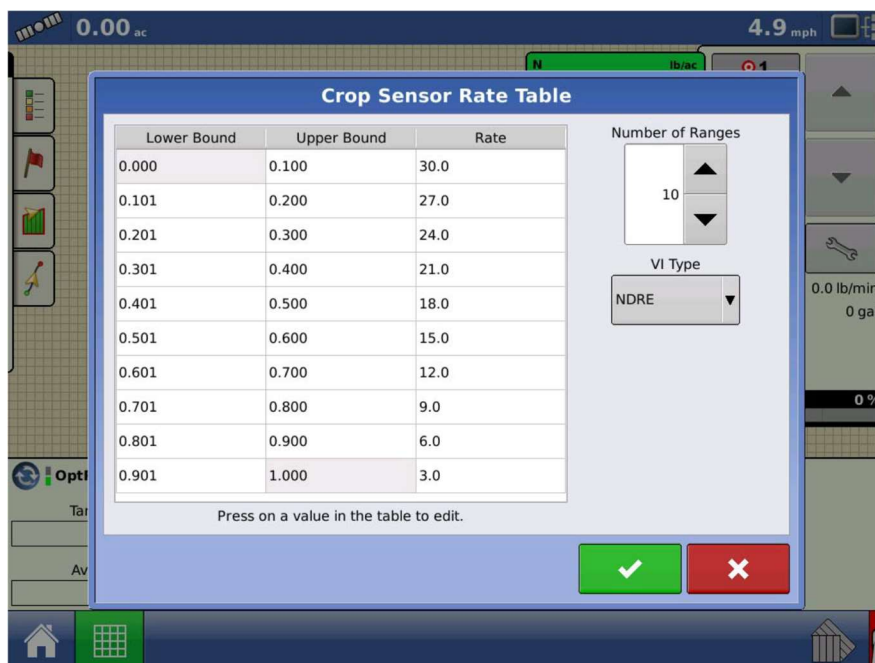 0.00 ac 4.9 mph
N lb/ac 1
Crop Sensor Rate Table
Lower Bound Upper Bound Rate Number of Ranges
0.000 0.100 30.0
0.101 0.200 27.0 10
0.201 0.300 24.0
0.301 0.400 21.0 VI Type
0.401 0.500 18.0 NDRE
0.501 0.600 15.0
0.601 0.700 12.0
0.701 0.800 9.0
0.801 0.900 6.0
0.901 1.000 3.0
Press on a value in the table to edit.
0.0 lb/min
0 ga
0 %
OptR
Tar
Av